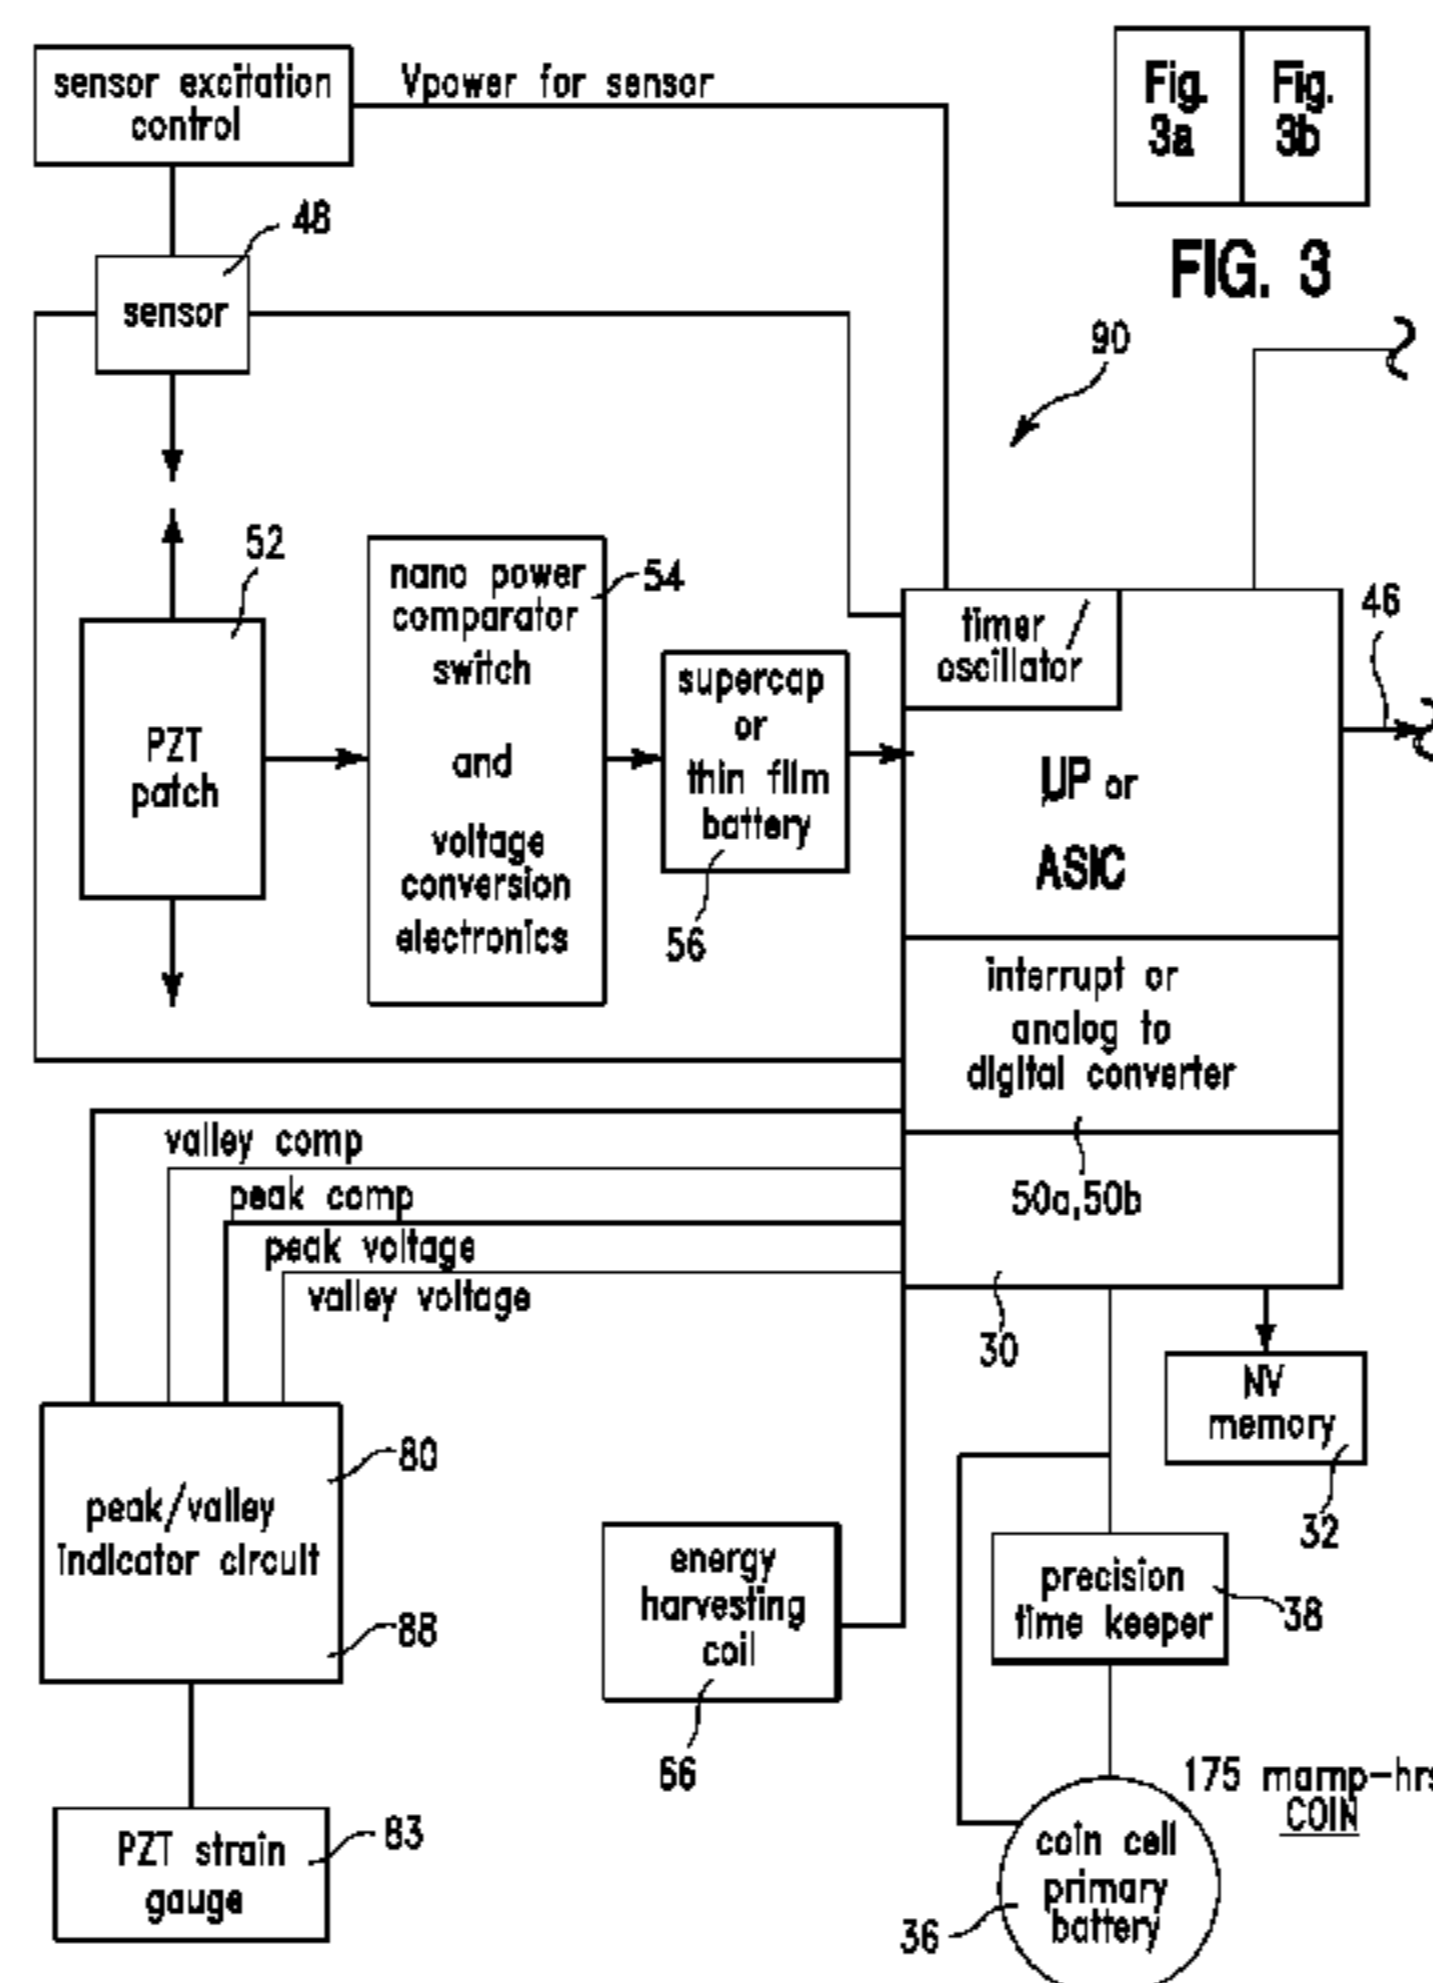 sensor excitation
control
Vpower for sensor
Fig.
3a
Fig.
3b
FIG. 3
48
sensor
90
52
nano power
comparator
switch
and
voltage
conversion
electronics
54
PZT
patch
supercap
or
thin film
battery
56
timer /
oscillator
46
UP or
ASIC
interrupt or
analog to
digital converter
50a,50b
30
valley comp
peak comp
peak voltage
valley voltage
NV
memory
32
peak/valley
indicator circuit
80
88
energy
harvesting
coil
66
precision
time keeper
38
PZT strain
gauge
83
175 mamp-hrs
COIN
coin cell
primary
battery
36